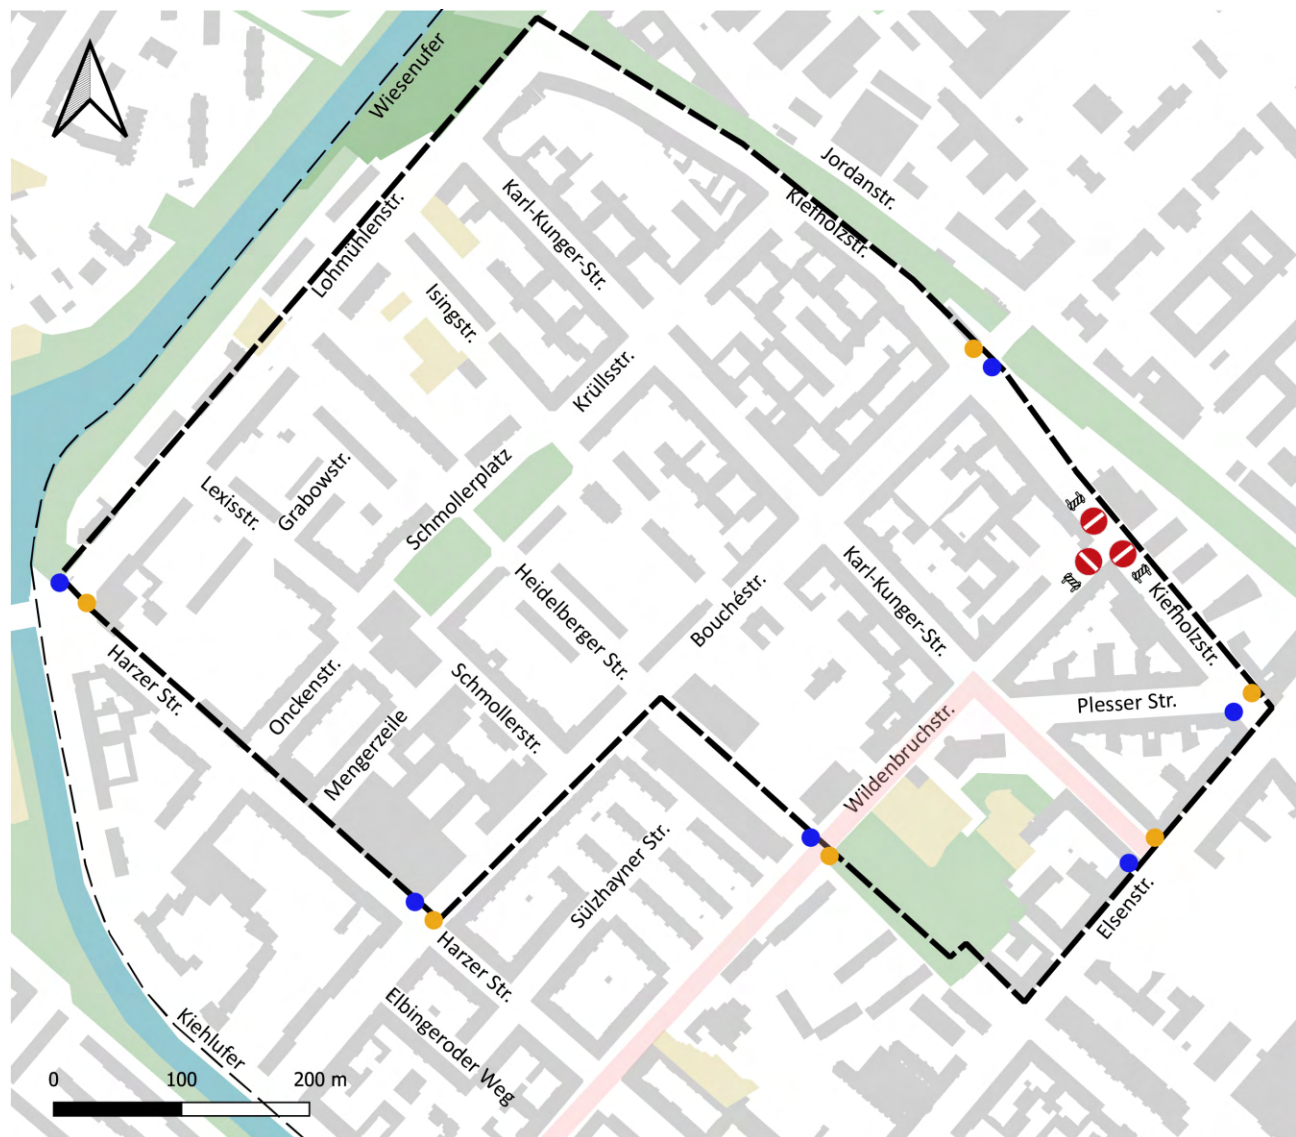 Wiesenufer
Jordanstr.
Karl-Kunger-Str.
Kiefholzstr.
Lohmühlenstr.
Isingstr.
Krüllsstr.
Schmollerplatz
Grabowstr.
Lexisstr.
Heidelberger Str.
Bouchéstr.
Karl-Kunger-Str.
Kiefholzstr.
Harzer Str.
Onckenstr.
Mengerzeile
Schmollerstr.
Plesser Str.
Wildenbruchstr.
Sülzhayner Str.
Elsenstr.
Harzer Str.
Elbingeroder Weg
Kiehlufer
0 100 200 m